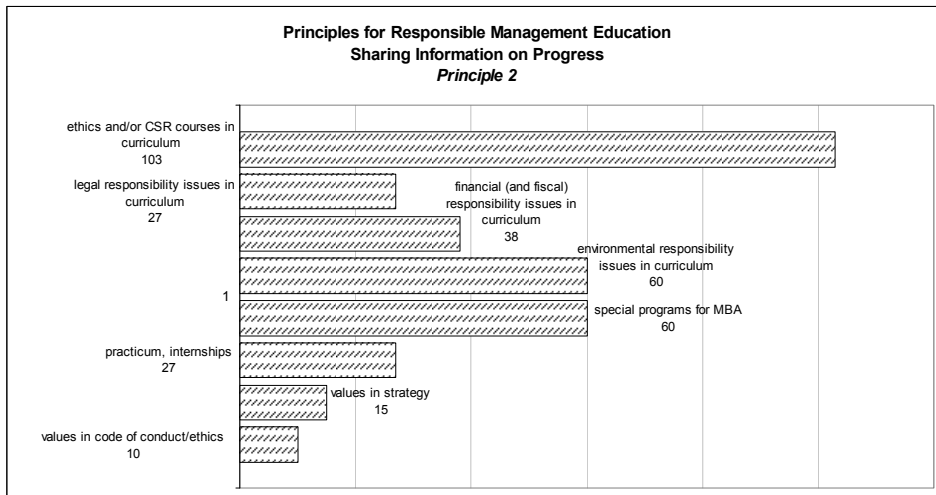 Principles for Responsible Management Education
Sharing Information on Progress
Principle 2
ethics and/or CSR courses in
curriculum
103
legal responsibility issues in
curriculum
27
financial (and fiscal)
responsibility issues in
curriculum
38
environmental responsibility
issues in curriculum
60
1
special programs for MBA
60
practicum, internships
27
values in strategy
15
values in code of conduct/ethics
10